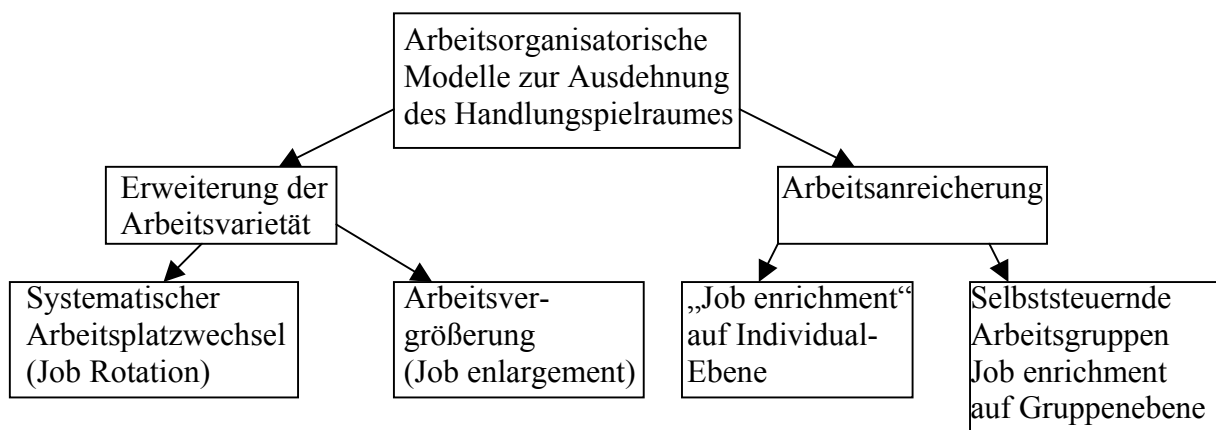 Arbeitsorganisatorische
Modelle zur Ausdehnung
des Handlungspielraumes
Erweiterung der
Arbeitsvarietät
Arbeitsanreicherung
Systematischer
Arbeitsplatzwechsel
(Job Rotation)
Arbeitsver-
größerung
(Job enlargement)
„Job enrichment“
auf Individual-
Ebene
Selbststeuernde
Arbeitsgruppen
Job enrichment
auf Gruppenebene